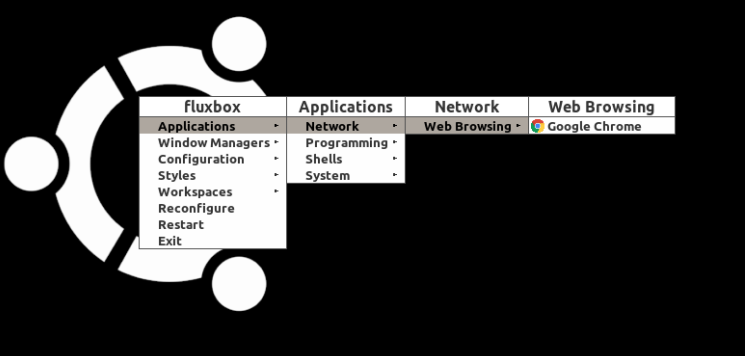 fluxbox
Applications
Window Managers
Configuration
Styles
Workspaces
Reconfigure
Restart
Exit
Applications
Network
Programming
Shells
System
Network
Web Browsing
Web Browsing
Google Chrome